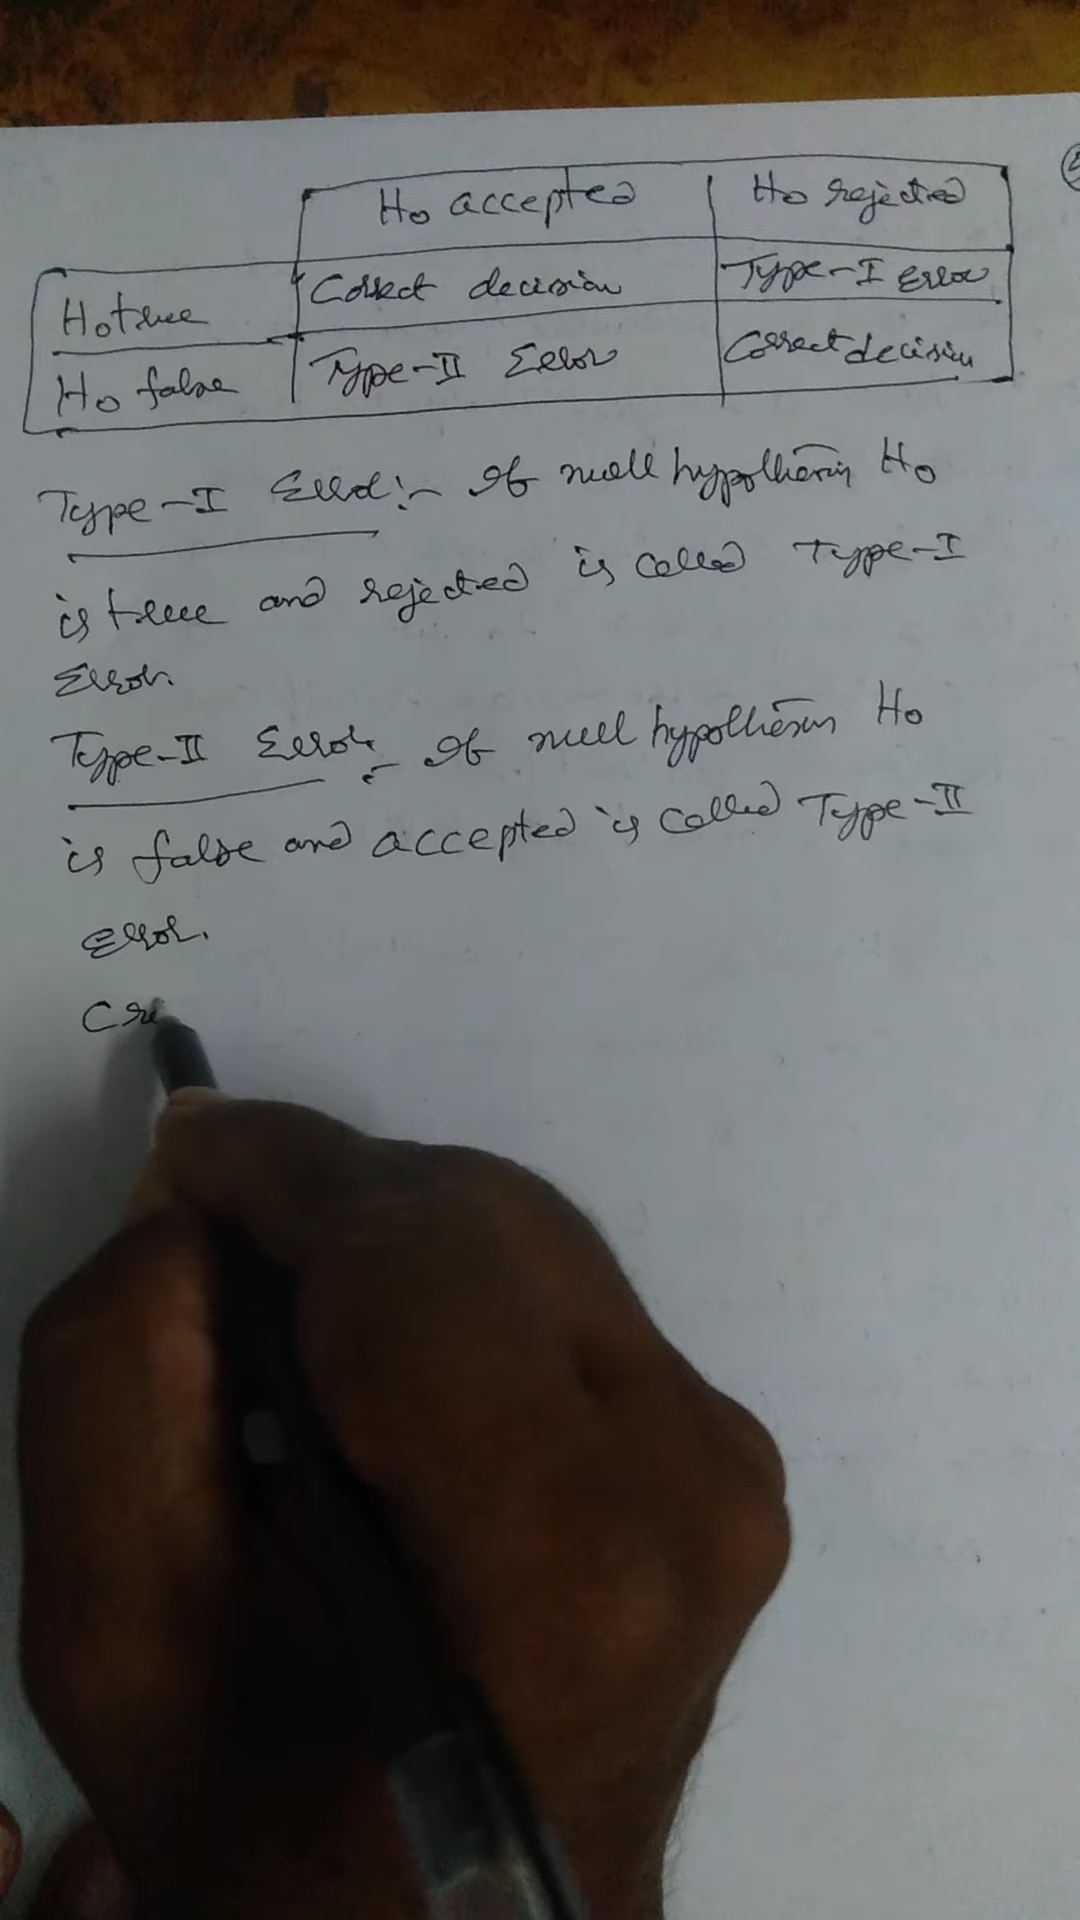 H0 accepted H0 rejected
H0 true Correct decision Type-I Error
H0 false Type-II Error Correct decision
Type-I Error:- If null hypothesis H0
is true and rejected is called Type-I
Error.
Type-II Error:- If null hypothesis H0
is false and accepted is called Type-II
Error.
Cri